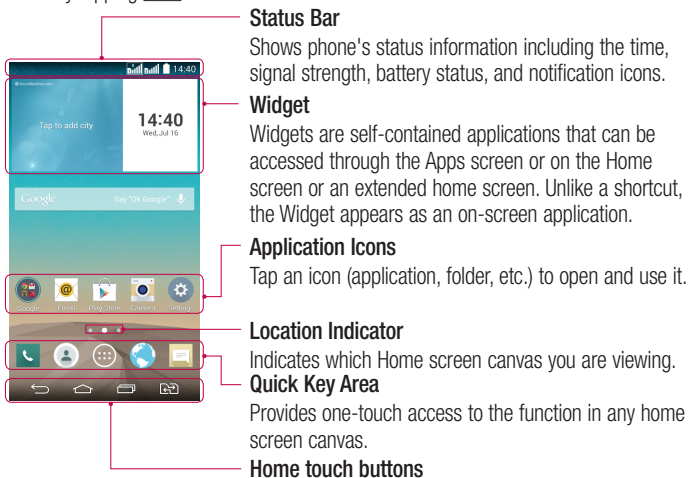 Status Bar
Shows phone's status information including the time,
signal strength, battery status, and notification icons.
14:40
Widget
Tap to add city
14:40
Wed, Jul 16
Widgets are self-contained applications that can be
accessed through the Apps screen or on the Home
screen or an extended home screen. Unlike a shortcut,
the Widget appears as an on-screen application.
Google
Say "Ok Google"
Application Icons
Tap an icon (application, folder, etc.) to open and use it.
Google Email Play Store Camera Settings
Location Indicator
Indicates which Home screen canvas you are viewing.
Quick Key Area
Provides one-touch access to the function in any home
screen canvas.
Home touch buttons